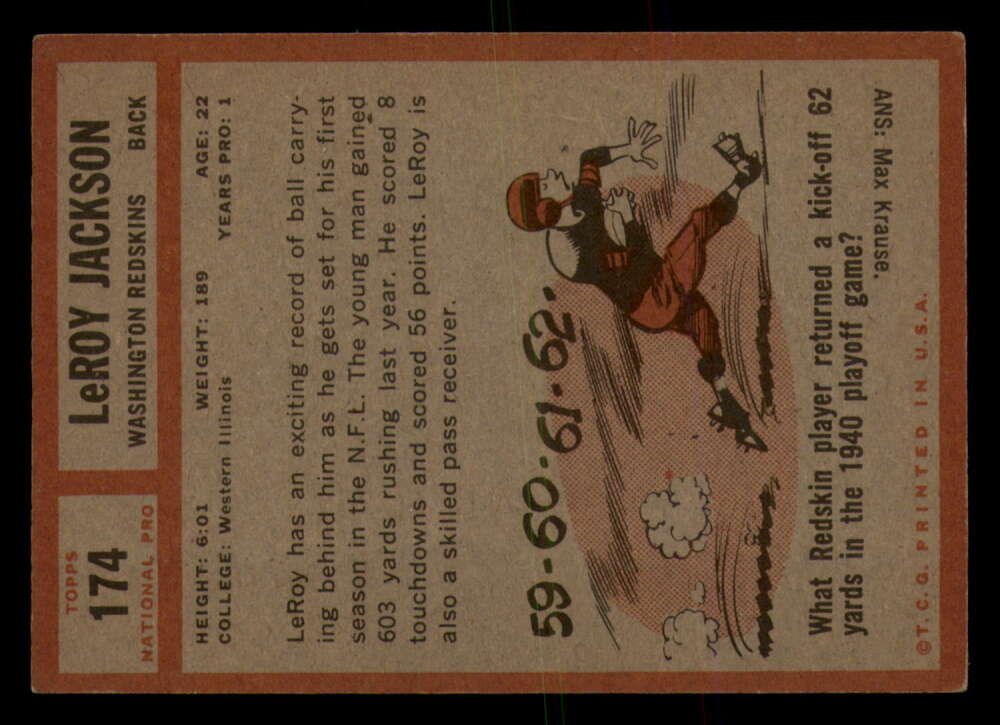 TOPPS
174
NATIONAL PRO
LeROY JACKSON
WASHINGTON REDSKINS BACK
HEIGHT: 6:01 WEIGHT: 189 AGE: 22
COLLEGE: Western Illinois YEARS PRO: 1
LeRoy has an exciting record of ball carry-
ing behind him as he gets set for his first
season in the N.F.L. The young man gained
603 yards rushing last year. He scored 8
touchdowns and scored 56 points. LeRoy is
also a skilled pass receiver.
59-60-61-62-
What Redskin player returned a kick-off 62
yards in the 1940 playoff game?
ANS: Max Krause.
©T.C.G. PRINTED IN U.S.A.